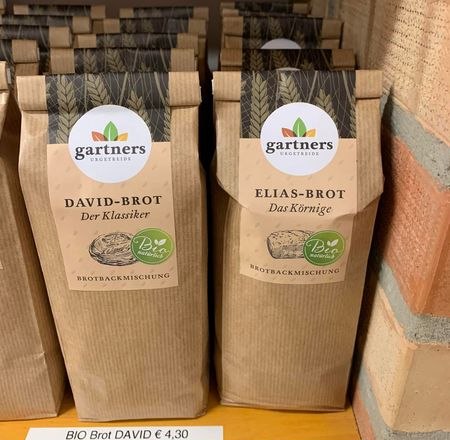 gartners
URGETREIDE
DAVID-BROT
Der Klassiker
Bio
natürlich
BROTBACKMISCHUNG
gartners
URGETREIDE
ELIAS-BROT
Das Körnige
Bio
natürlich
BROTBACKMISCHUNG
BIO Brot DAVID € 4,30